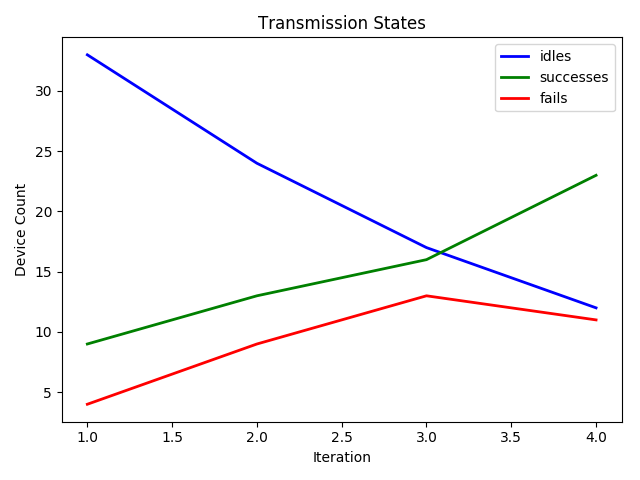 Transmission States
idles
successes
fails
Device Count
30
25
20
15
10
5
1.0 1.5 2.0 2.5 3.0 3.5 4.0
Iteration